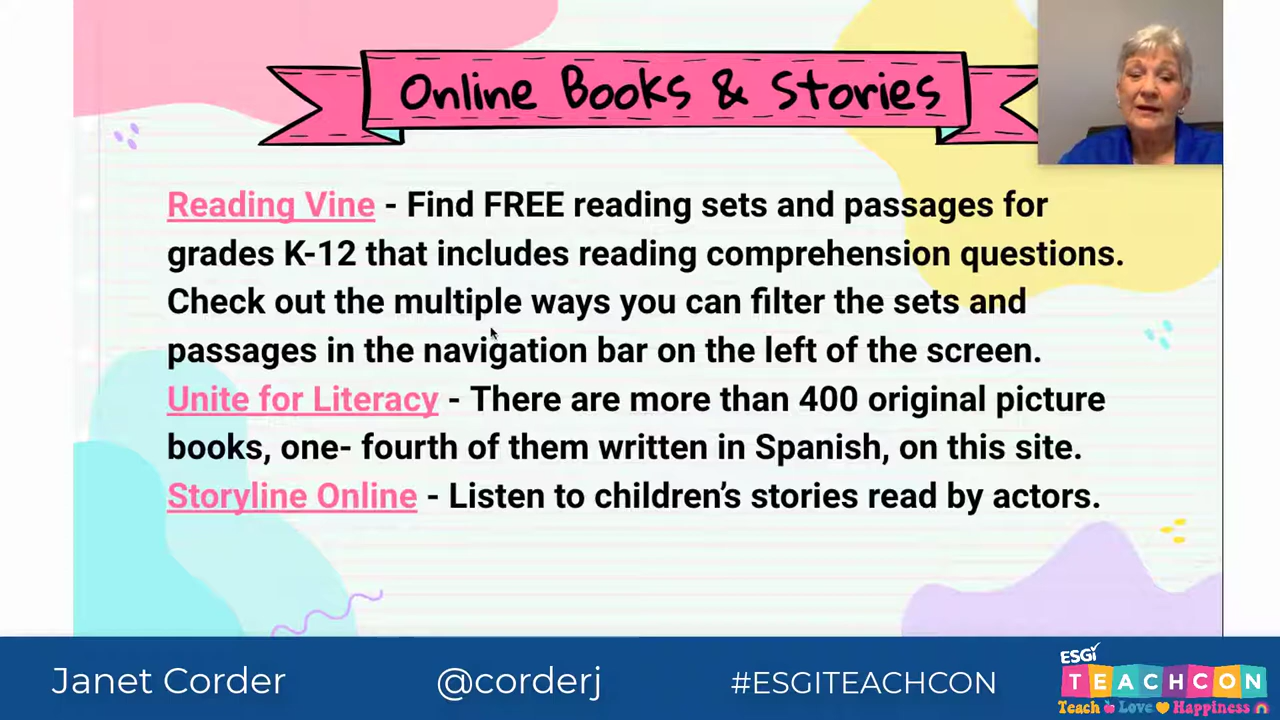 Online Books & Stories
Reading Vine - Find FREE reading sets and passages for
grades K-12 that includes reading comprehension questions.
Check out the multiple ways you can filter the sets and
passages in the navigation bar on the left of the screen.
Unite for Literacy - There are more than 400 original picture
books, one- fourth of them written in Spanish, on this site.
Storyline Online - Listen to children’s stories read by actors.
Janet Corder
@corderj
#ESGITEACHCON
ESGi
TEACHCON
Teach Love Happiness